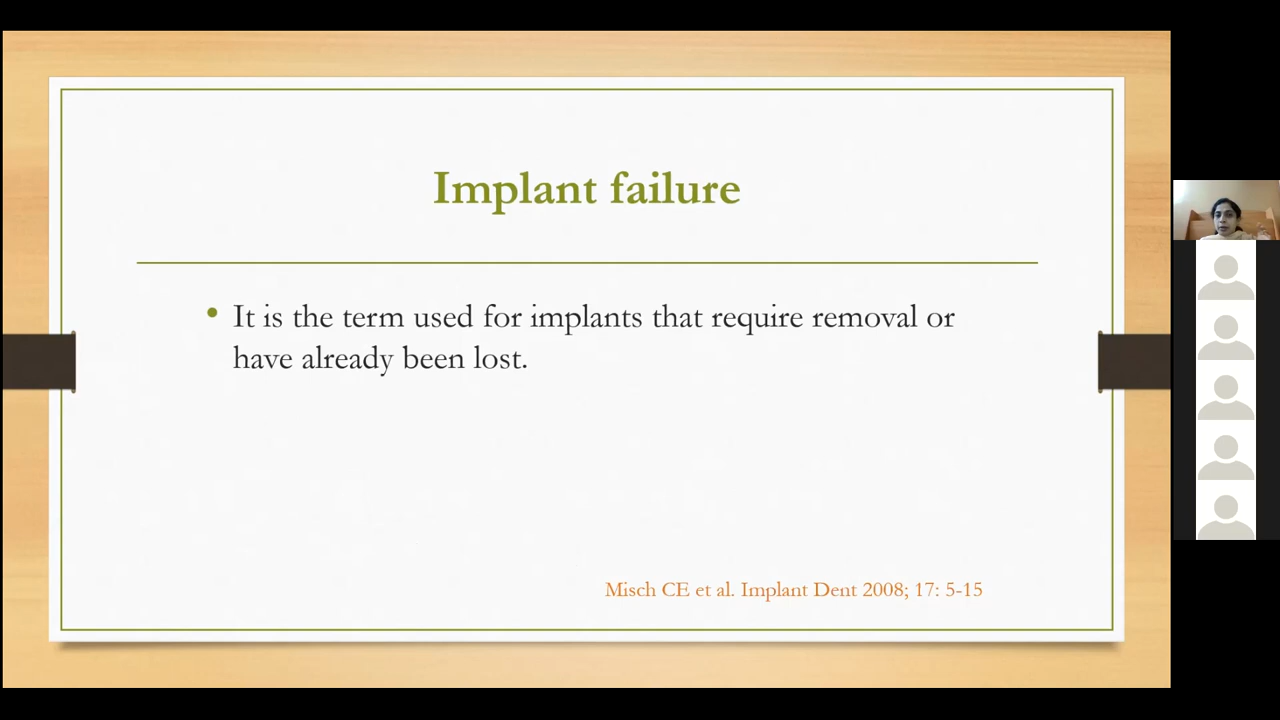 Implant failure
• It is the term used for implants that require removal or
have already been lost.
Misch CE et al. Implant Dent 2008; 17: 5-15